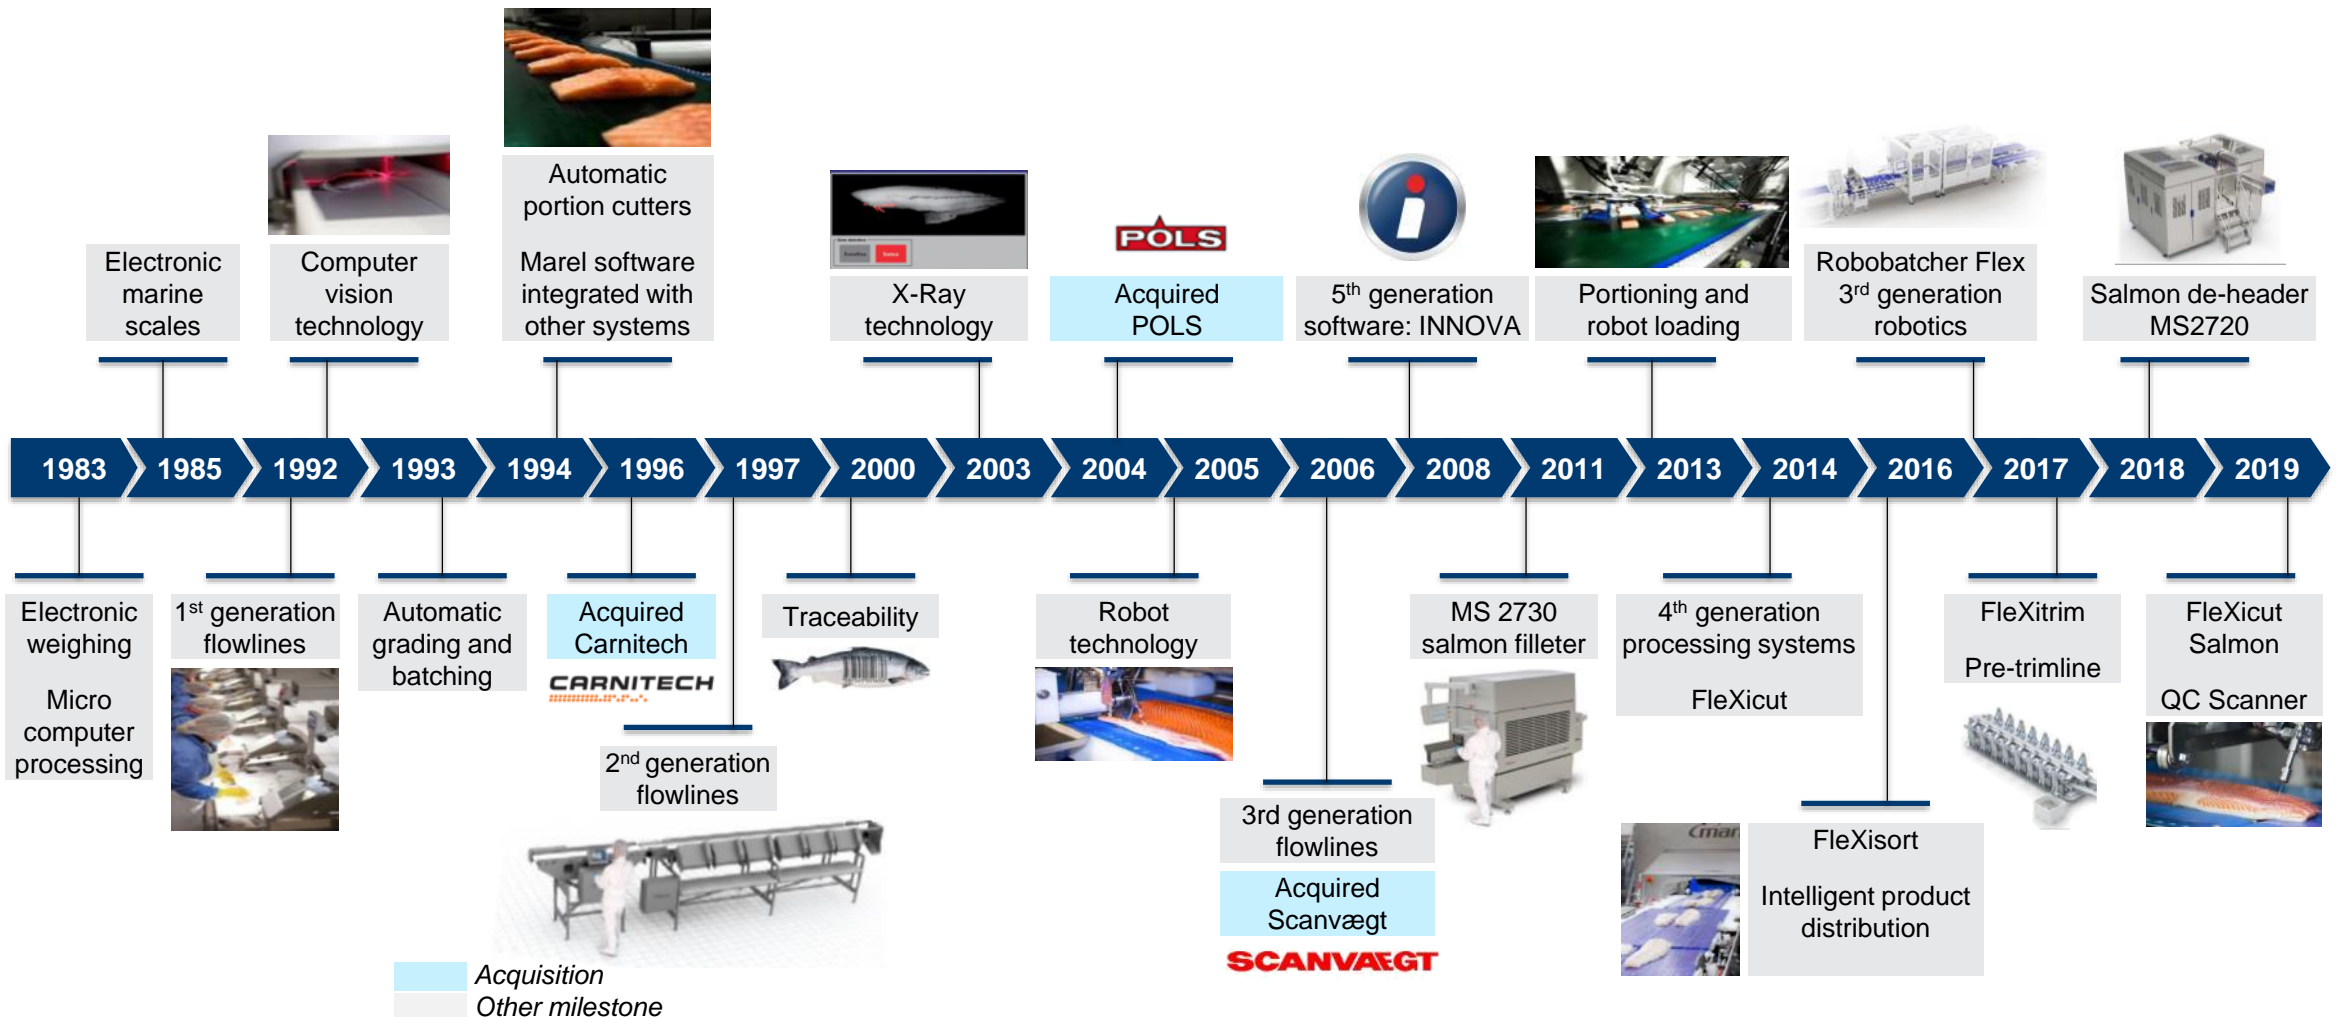 Automatic
portion cutters
Marel software
integrated with
other systems
Electronic
marine
scales
Computer
vision
technology
X-Ray
technology
PÓLS
Acquired
POLS
i
5th generation
software: INNOVA
Portioning and
robot loading
Robobatcher Flex
3rd generation
robotics
Salmon de-header
MS2720
1983 1985 1992 1993 1994 1996 1997 2000 2003 2004 2005 2006 2008 2011 2013 2014 2016 2017 2018 2019
Electronic
weighing
Micro
computer
processing
1st generation
flowlines
Automatic
grading and
batching
Acquired
Carnitech
CARNITECH
2nd generation
flowlines
Traceability
Robot
technology
3rd generation
flowlines
Acquired
Scanvægt
SCANVÆGT
MS 2730
salmon filleter
4th generation
processing systems
FleXicut
FleXisort
Intelligent product
distribution
FleXitrim
Pre-trimline
FleXicut
Salmon
QC Scanner
Acquisition
Other milestone